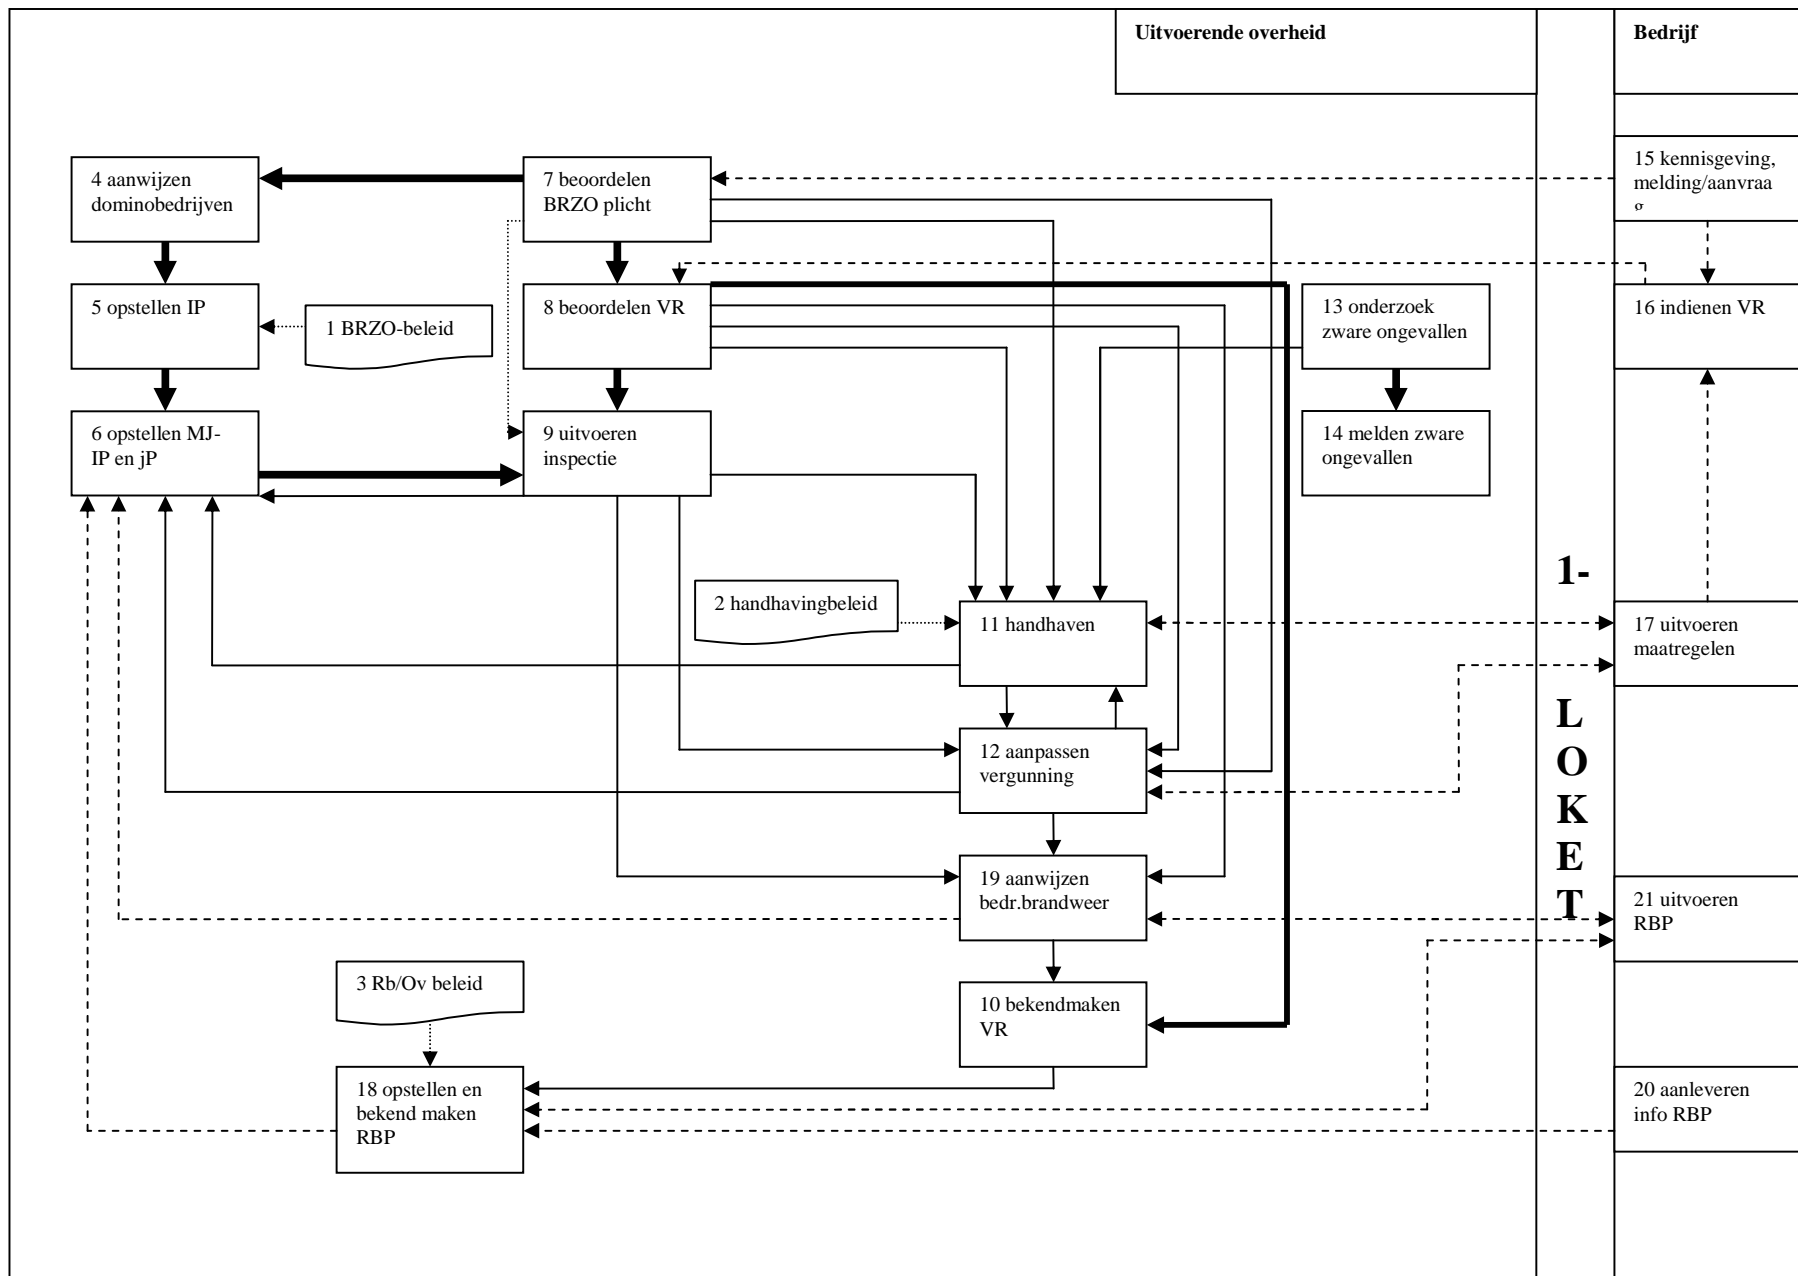 Uitvoerende overheid
Bedrijf
4 aanwijzen
dominobedrijven
7 beoordelen
BRZO plicht
15 kennisgeving,
melding/aanvraa
g
5 opstellen IP
1 BRZO-beleid
8 beoordelen VR
13 onderzoek
zware ongevallen
16 indienen VR
6 opstellen MJ-
IP en jP
9 uitvoeren
inspectie
14 melden zware
ongevallen
1-
L
O
K
E
T
2 handhavingbeleid
11 handhaven
17 uitvoeren
maatregelen
12 aanpassen
vergunning
19 aanwijzen
bedr.brandweer
21 uitvoeren
RBP
3 Rb/Ov beleid
10 bekendmaken
VR
18 opstellen en
bekend maken
RBP
20 aanleveren
info RBP